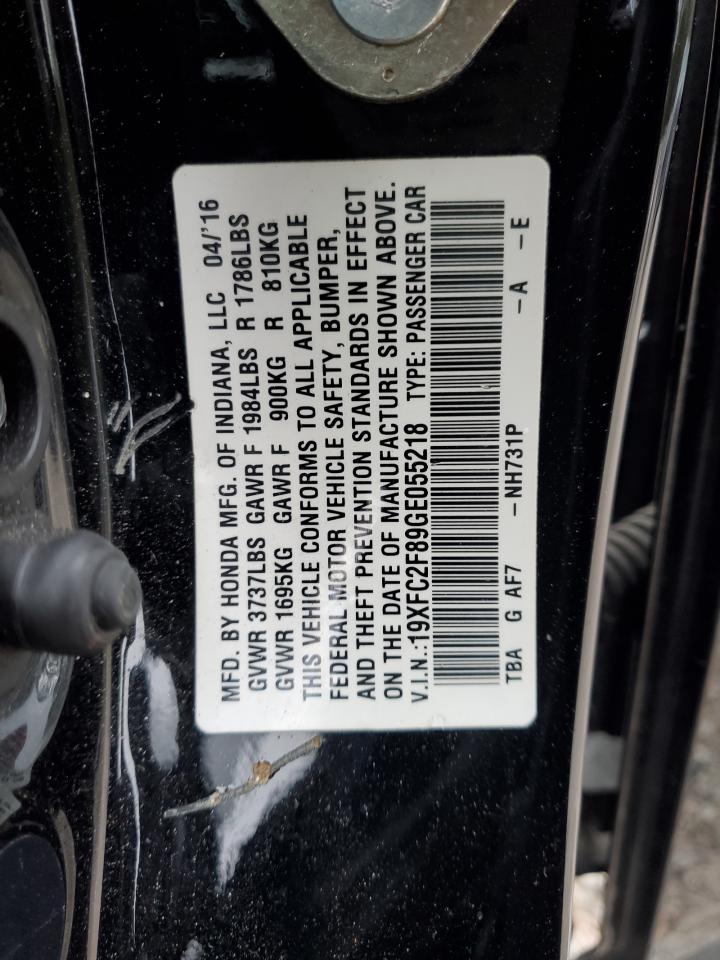 MFD. BY HONDA MFG. OF INDIANA, LLC 04/'16
GVWR 3737LBS GAWR F 1984LBS R 1786LBS
GVWR 1695KG GAWR F 900KG R 810KG
THIS VEHICLE CONFORMS TO ALL APPLICABLE
FEDERAL MOTOR VEHICLE SAFETY, BUMPER,
AND THEFT PREVENTION STANDARDS IN EFFECT
ON THE DATE OF MANUFACTURE SHOWN ABOVE.
V.I.N.:19XFC2F89GE055218 TYPE: PASSENGER CAR
TBA G AF7 -NH731P -A -E